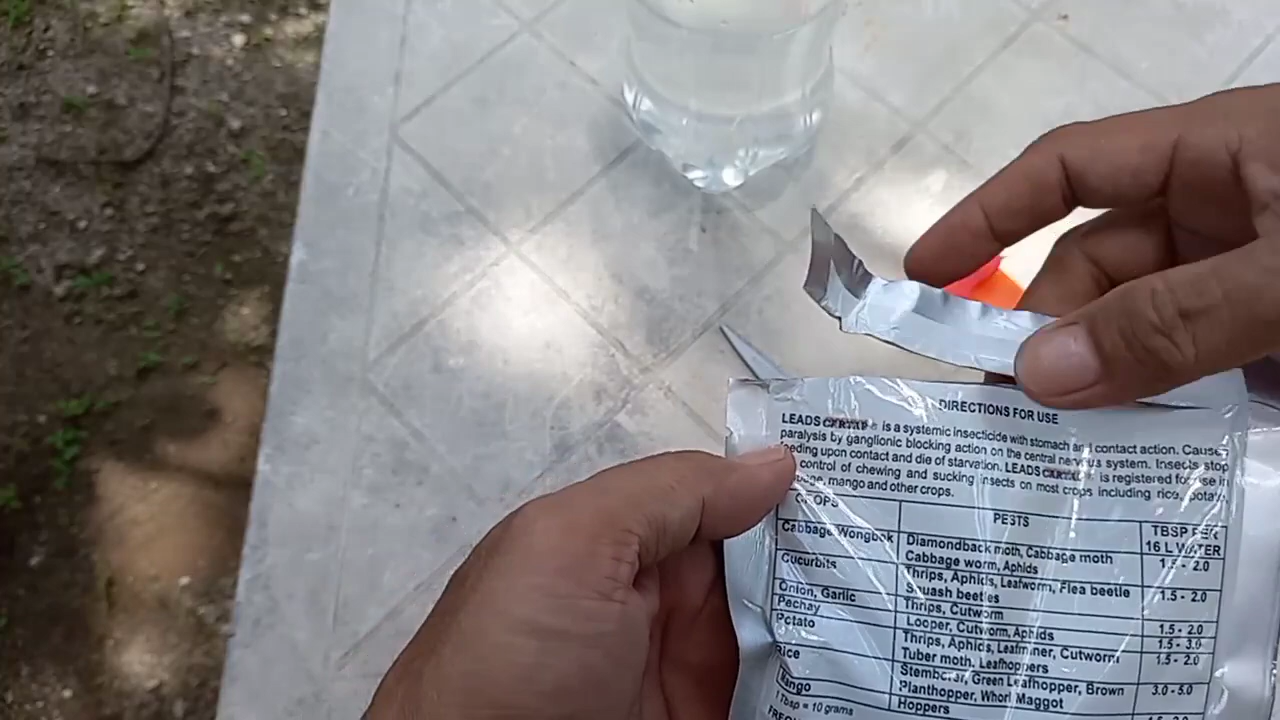 DIRECTIONS FOR USE
LEADS CARTAP® is a systemic insecticide with stomach and contact action. Causes
paralysis by ganglionic blocking action on the central nervous system. Insects stop
feeding upon contact and die of starvation. LEADS CARTAP® is registered for use in
control of chewing and sucking insects on most crops including rice, potato,
mango and other crops.
CROPS PESTS TBSP PER
16 L WATER
Cabbage Wongbok Diamondback moth, Cabbage moth 1.5 - 2.0
Cabbage worm, Aphids
Cucurbits Thrips, Aphids, Leafworm, Flea beetle 1.5 - 2.0
Squash beetles
Onion, Garlic Thrips, Cutworm 1.5 - 2.0
Pechay Looper, Cutworm, Aphids 1.5 - 3.0
Potato Thrips, Aphids, Leafminer, Cutworm 1.5 - 2.0
Tuber moth, Leafhoppers
Rice Stemborer, Green Leafhopper, Brown 3.0 - 5.0
Planthopper, Whorl Maggot
Mango Hoppers
1 Tbsp = 10 grams